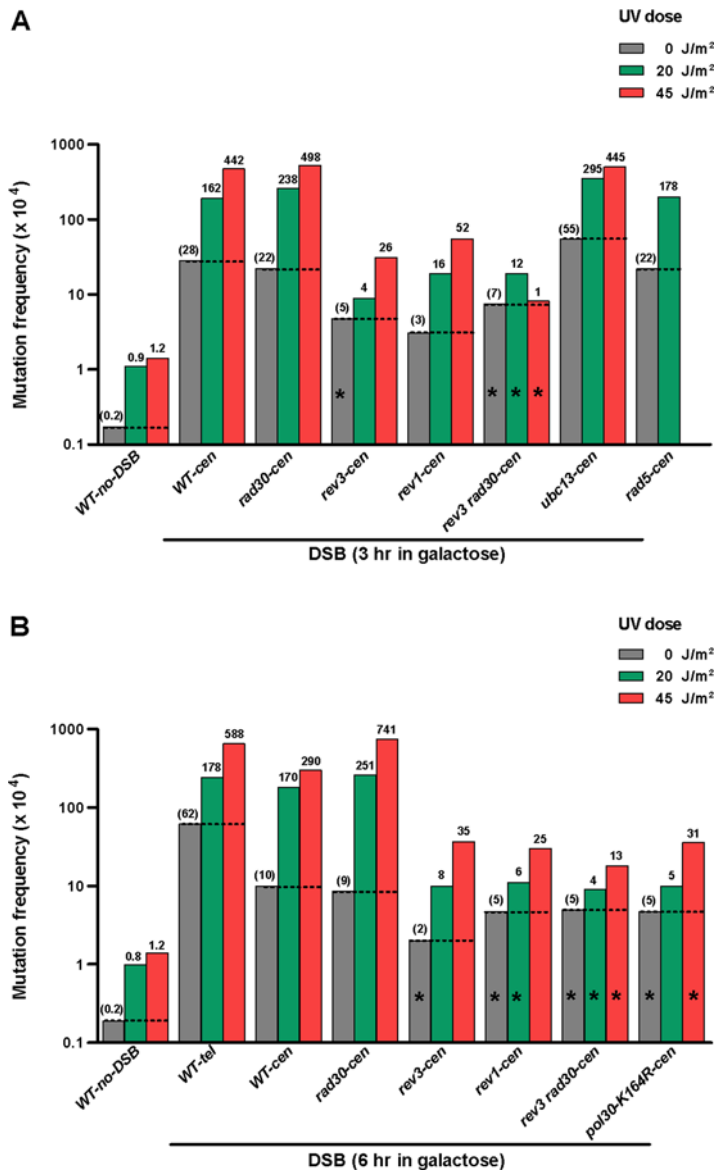 A
UV dose
0 J/m²
20 J/m²
45 J/m²
Mutation frequency (x 10⁻⁴)
1000
100
10
1
0.1
(0.2) 0.9 1.2
(28) 162 442
(22) 238 498
(5) 4 26
(3) 16 52
(7) 12 1
(55) 295 445
(22) 178
* * * *
WT-no-DSB
WT-cen
rad30-cen
rev3-cen
rev1-cen
rev3 rad30-cen
ubc13-cen
rad5-cen
DSB (3 hr in galactose)
B
UV dose
0 J/m²
20 J/m²
45 J/m²
Mutation frequency (x 10⁻⁴)
1000
100
10
1
0.1
(0.2) 0.8 1.2
(62) 178 588
(10) 170 290
(9) 251 741
(2) 8 35
(5) 6 25
(5) 4 13
(5) 5 31
* * * * * * * *
WT-no-DSB
WT-tel
WT-cen
rad30-cen
rev3-cen
rev1-cen
rev3 rad30-cen
pol30-K164R-cen
DSB (6 hr in galactose)